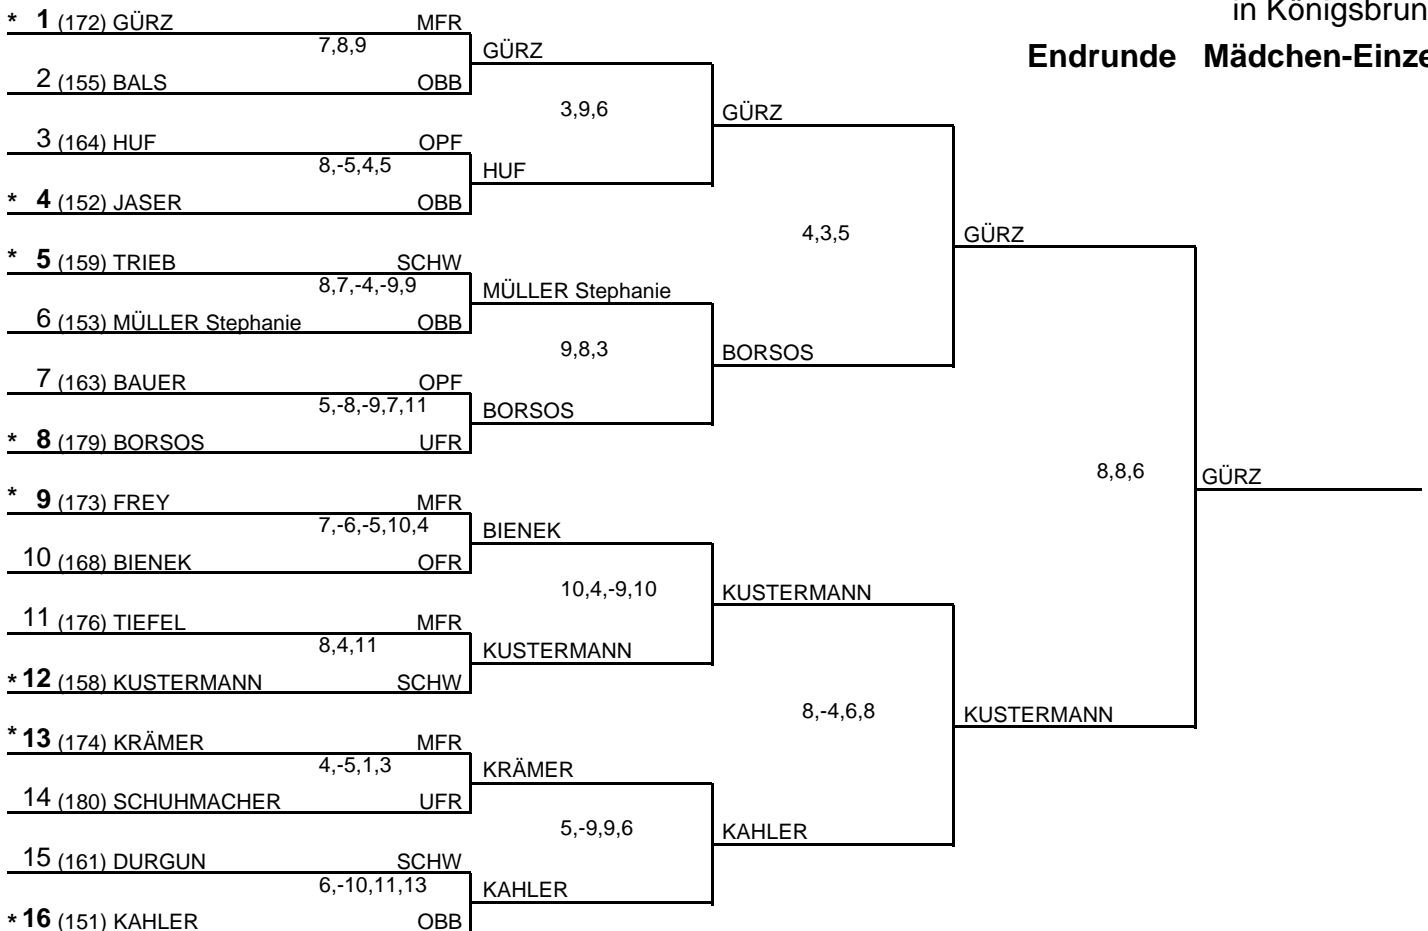 in Königsbrun
Endrunde Mädchen-Einze
* 1 (172) GÜRZ MFR
7,8,9
GÜRZ
2 (155) BALS OBB
3,9,6
GÜRZ
3 (164) HUF OPF
8,-5,4,5
HUF
* 4 (152) JASER OBB
4,3,5
GÜRZ
* 5 (159) TRIEB SCHW
8,7,-4,-9,9
MÜLLER Stephanie
6 (153) MÜLLER Stephanie OBB
9,8,3
BORSOS
7 (163) BAUER OPF
5,-8,-9,7,11
BORSOS
* 8 (179) BORSOS UFR
8,8,6
GÜRZ
* 9 (173) FREY MFR
7,-6,-5,10,4
BIENEK
10 (168) BIENEK OFR
10,4,-9,10
KUSTERMANN
11 (176) TIEFEL MFR
8,4,11
KUSTERMANN
* 12 (158) KUSTERMANN SCHW
8,-4,6,8
KUSTERMANN
* 13 (174) KRÄMER MFR
4,-5,1,3
KRÄMER
14 (180) SCHUHMACHER UFR
5,-9,9,6
KAHLER
15 (161) DURGUN SCHW
6,-10,11,13
KAHLER
* 16 (151) KAHLER OBB